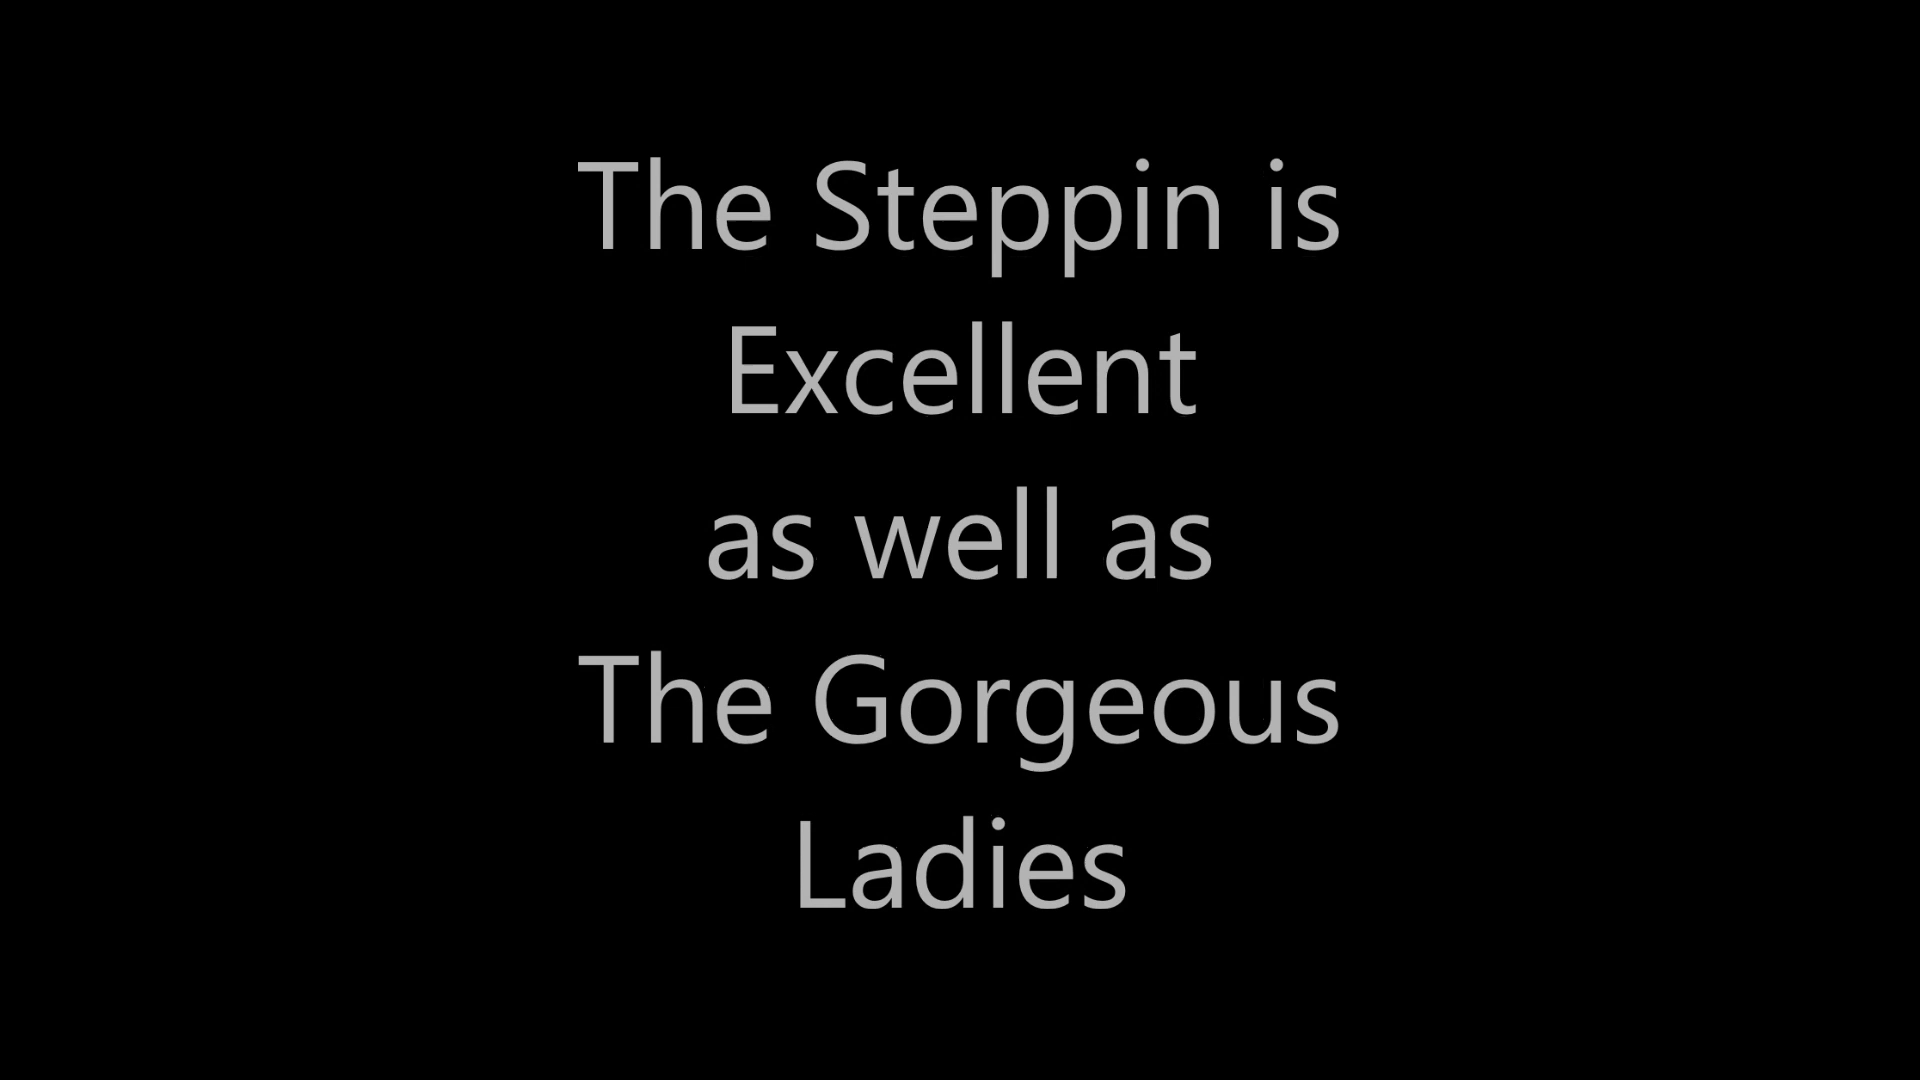 The Steppin is
Excellent
as well as
The Gorgeous
Ladies